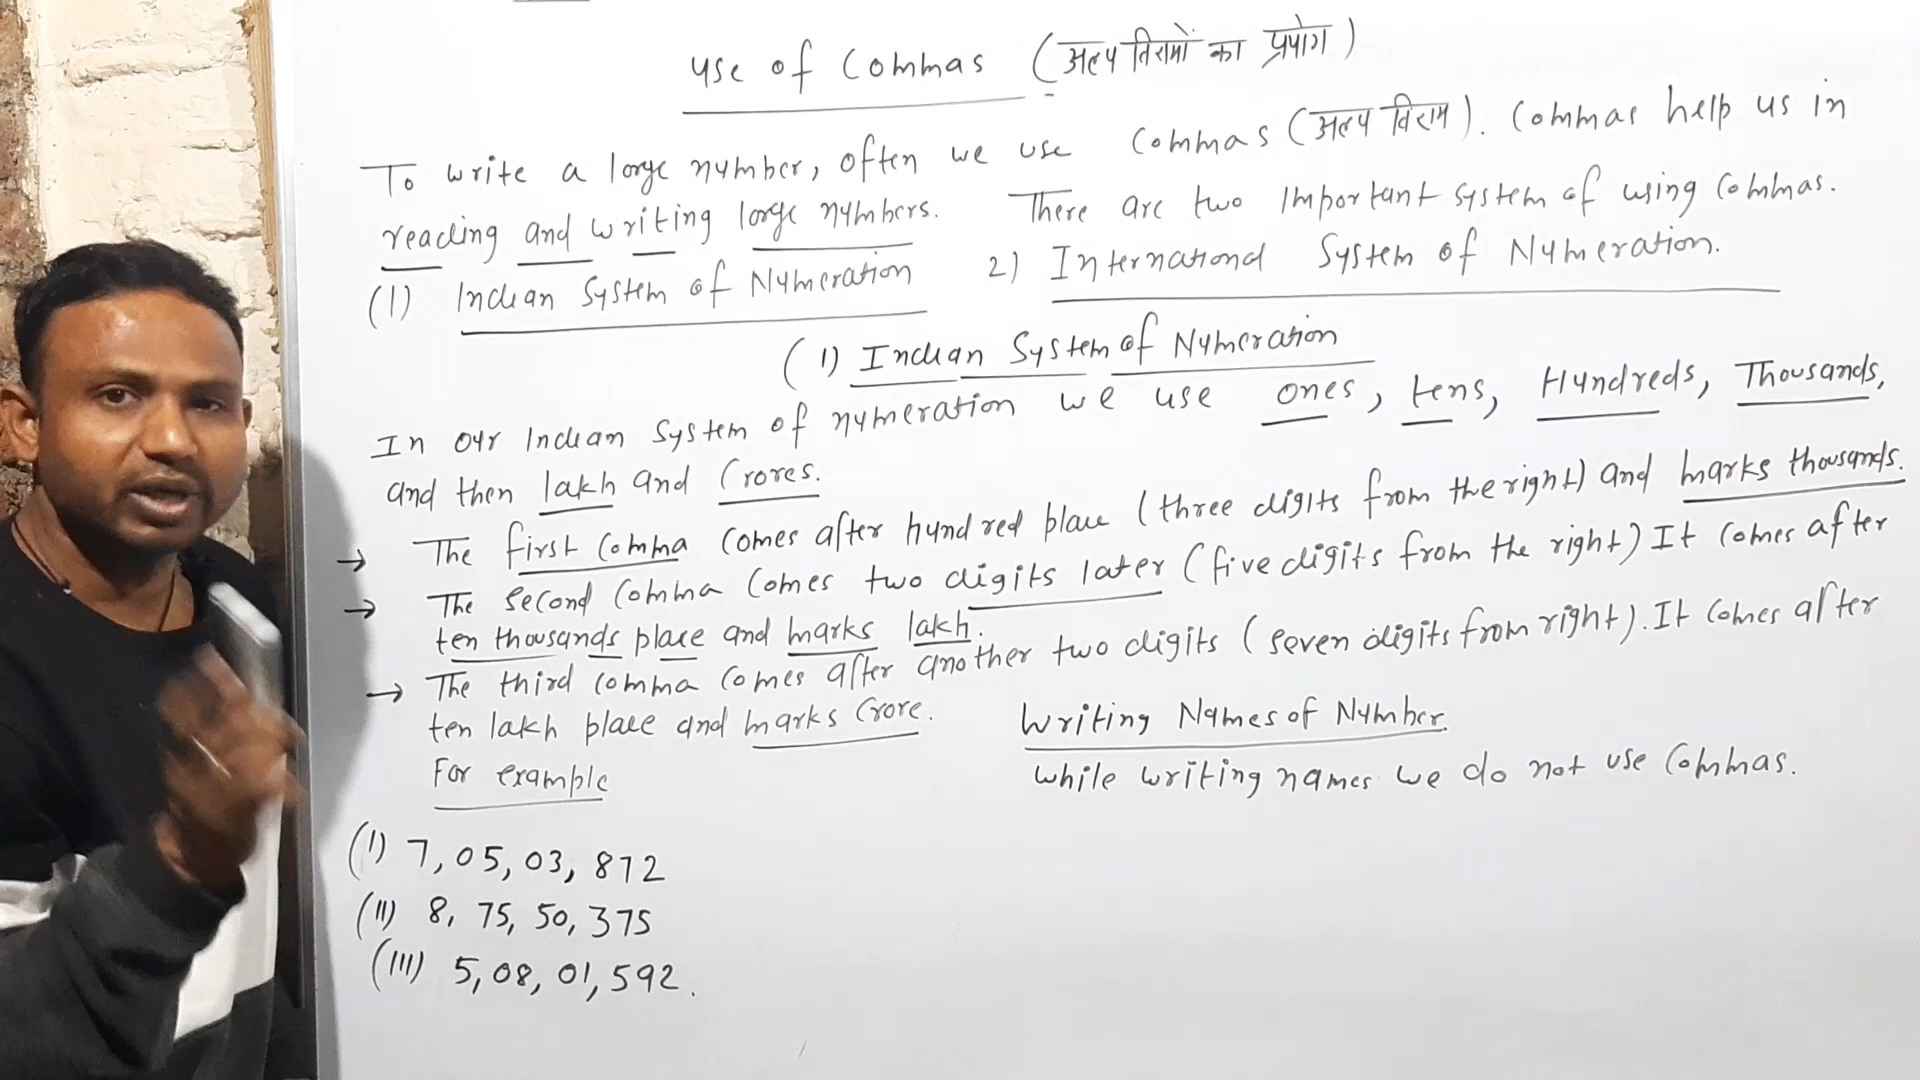 Use of Commas (अल्प विरामों का प्रयोग)
To write a large number, often we use Commas (अल्प विराम). Commas help us in
reading and writing large numbers. There are two important system of using Commas.
(1) Indian System of Numeration 2) International System of Numeration.
(1) Indian System of Numeration
In our Indian System of numeration we use ones, tens, Hundreds, Thousands,
and then lakh and Crores.
→ The first Comma comes after hundred place (three digits from the right) and marks thousands.
→ The second Comma Comes two digits later (five digits from the right) It comes after
ten thousands place and marks lakh.
→ The third comma comes after another two digits (seven digits from right). It comes after
ten lakh place and marks Crore.
Writing Names of Number.
For example
While writing names we do not use Commas.
(I) 7,05,03,872
(II) 8,75,50,375
(III) 5,08,01,592.